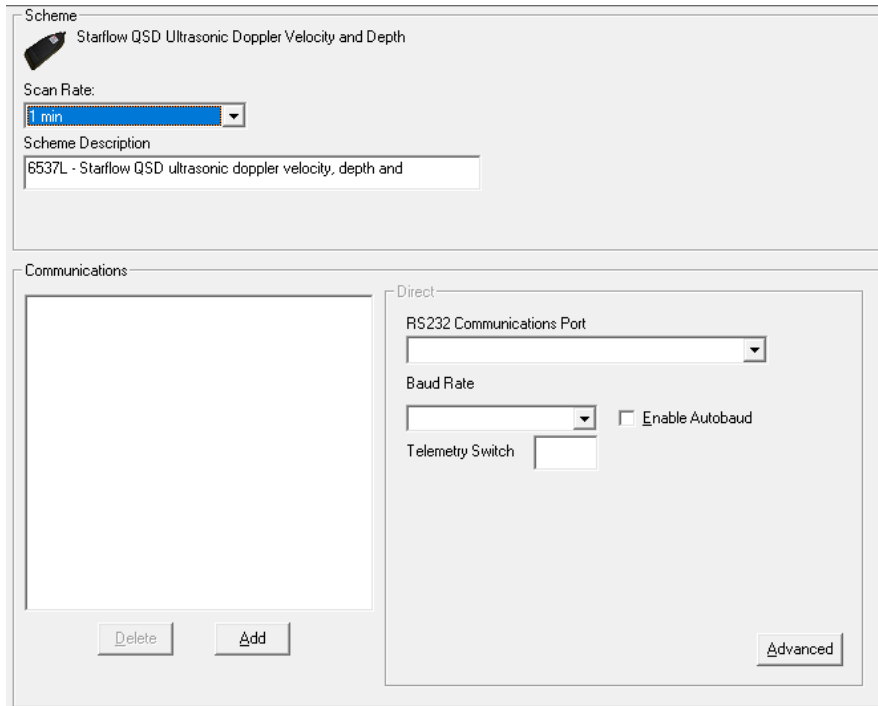 Scheme
Starflow QSD Ultrasonic Doppler Velocity and Depth
Scan Rate:
1 min
Scheme Description
6537L - Starflow QSD ultrasonic doppler velocity, depth and
Communications
Direct
RS232 Communications Port
Baud Rate
Enable Autobaud
Telemetry Switch
Delete Add
Advanced